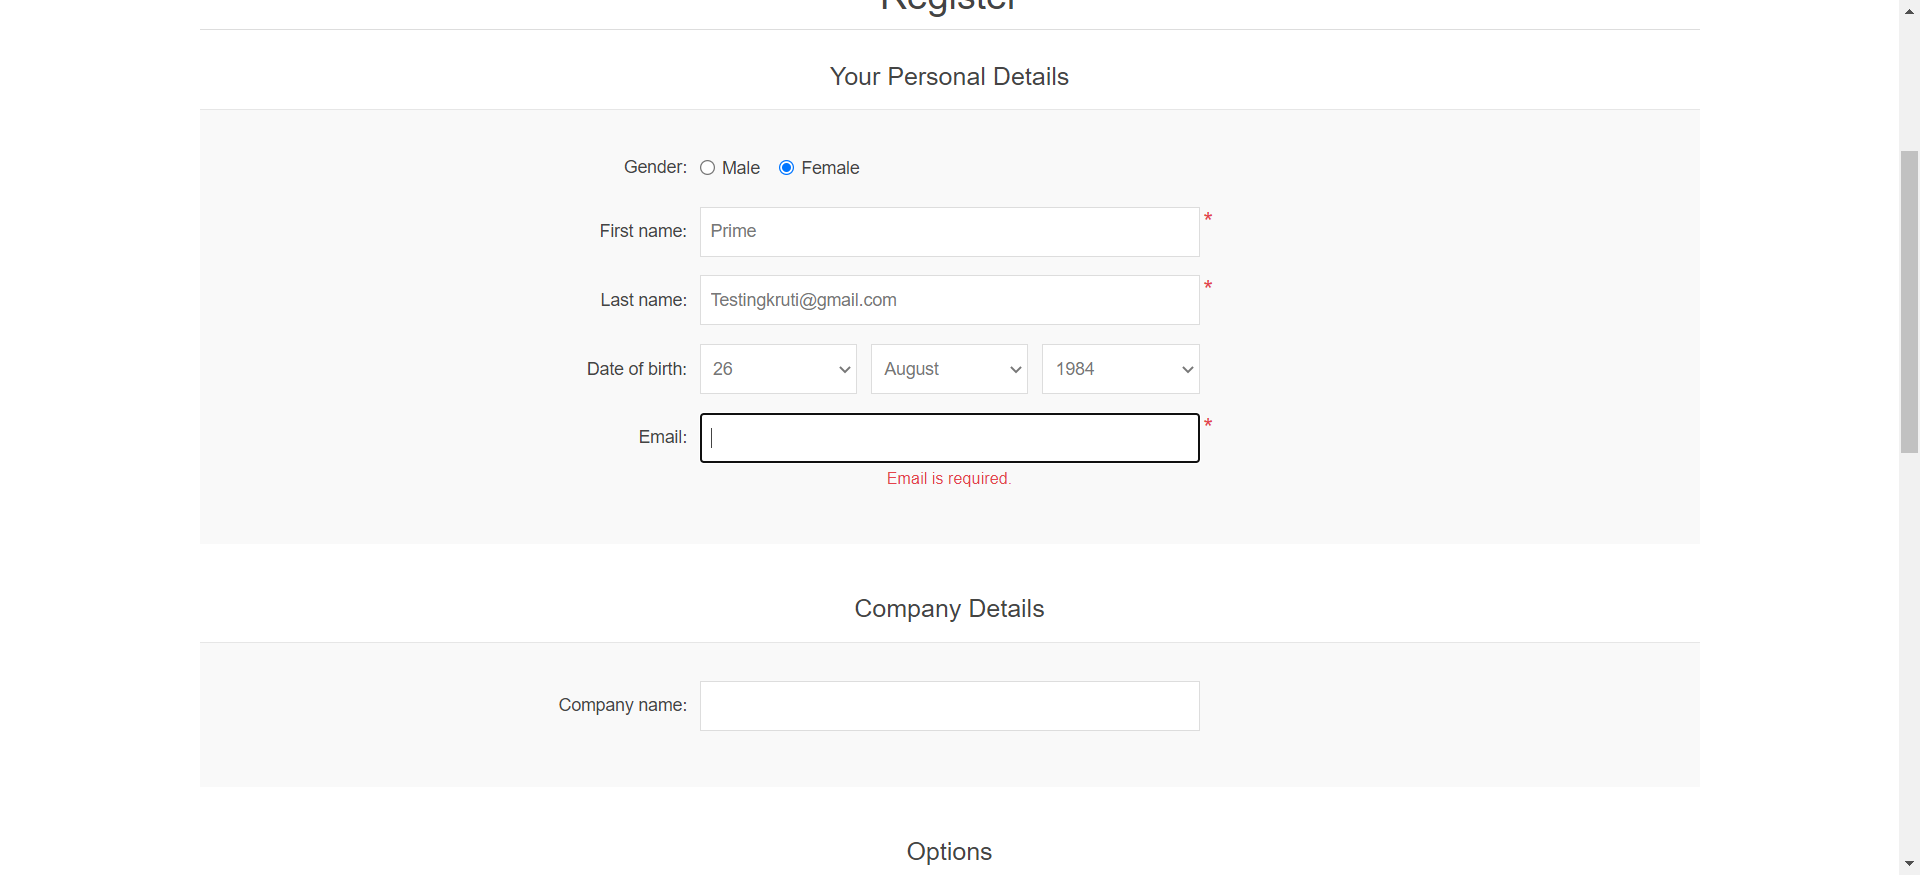 Register
Your Personal Details
Gender: Male Female
First name: Prime *
Last name: Testingkruti@gmail.com *
Date of birth: 26 August 1984
Email: *
Email is required.
Company Details
Company name:
Options